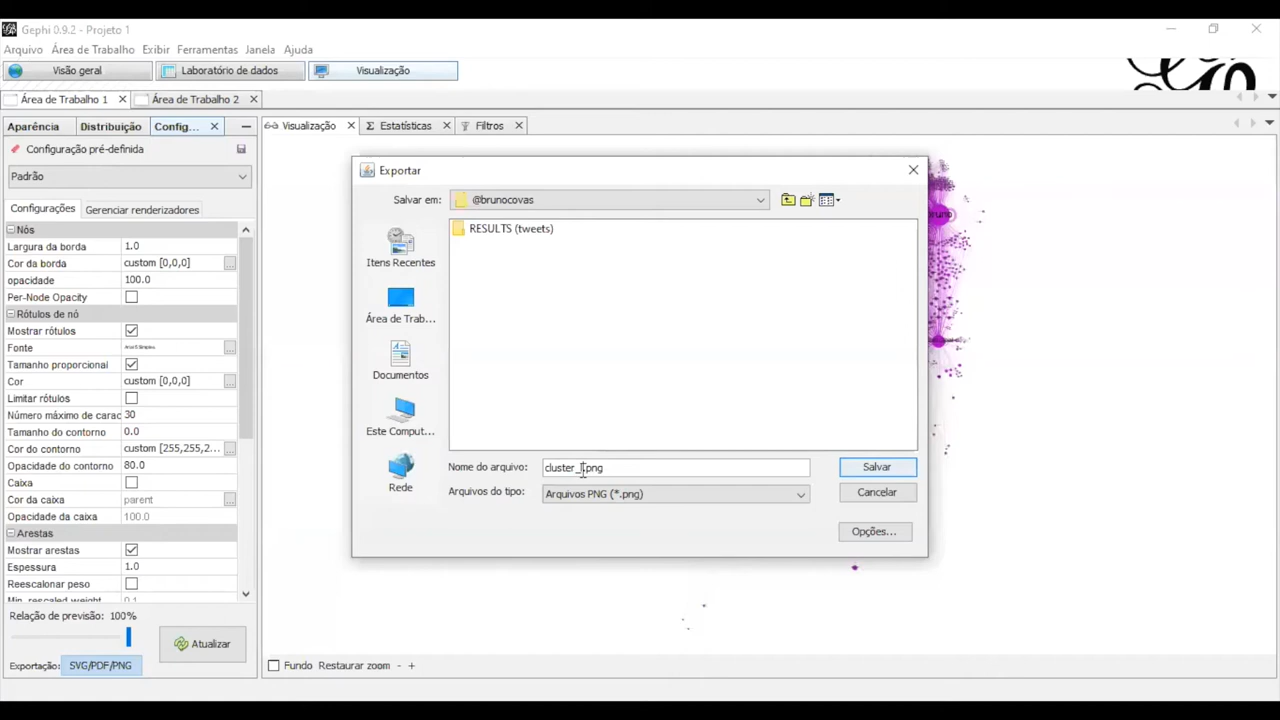 Gephi 0.9.2 - Projeto 1
Arquivo Área de Trabalho Exibir Ferramentas Janela Ajuda
Visão geral Laboratório de dados Visualização
Área de Trabalho 1 Área de Trabalho 2
Aparência Distribuição Config...
Visualização Estatísticas Filtros
Configuração pré-definida
Padrão
Configurações Gerenciar renderizadores
Nós
Largura da borda 1.0
Cor da borda custom [0,0,0] ...
opacidade 100.0
Per-Node Opacity
Rótulos de nó
Mostrar rótulos
Fonte ...
Tamanho proporcional
Cor custom [0,0,0] ...
Limitar rótulos
Número máximo de carac 30
Tamanho do contorno 0.0
Cor do contorno custom [255,255,2... ...
Opacidade do contorno 80.0
Caixa
Cor da caixa parent ...
Opacidade da caixa 100.0
Arestas
Mostrar arestas
Espessura 1.0
Reescalonar peso
Min. rescaled weight 0.1
Relação de previsão: 100%
Atualizar
Exportação: SVG/PDF/PNG
Exportar
Salvar em: @brunocovas
RESULTS (tweets)
Itens Recentes
Área de Trab...
Documentos
Este Comput...
Rede
Nome do arquivo: cluster_.png
Salvar
Arquivos do tipo: Arquivos PNG (*.png)
Cancelar
Opções...
Fundo Restaurar zoom - +